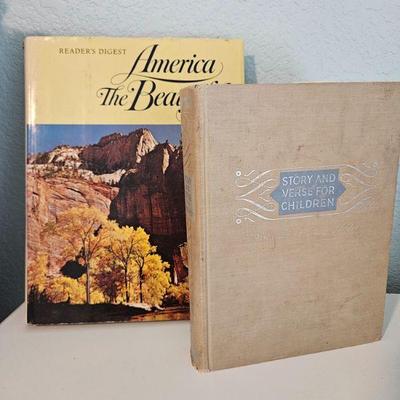 READER'S DIGEST
America
The Beau
STORY AND
VERSE FOR
CHILDREN